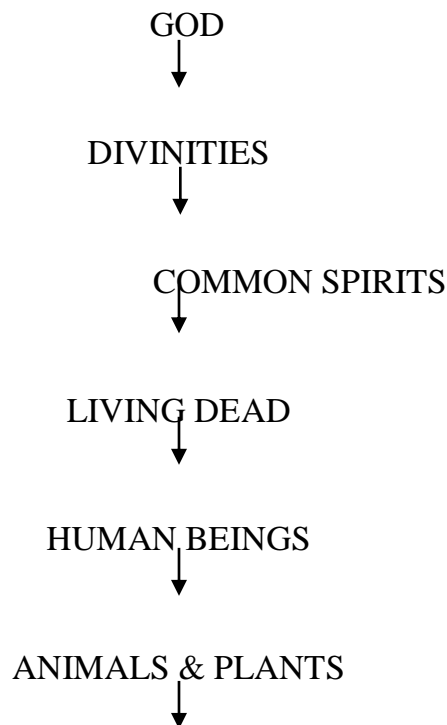 GOD
DIVINITIES
COMMON SPIRITS
LIVING DEAD
HUMAN BEINGS
ANIMALS & PLANTS